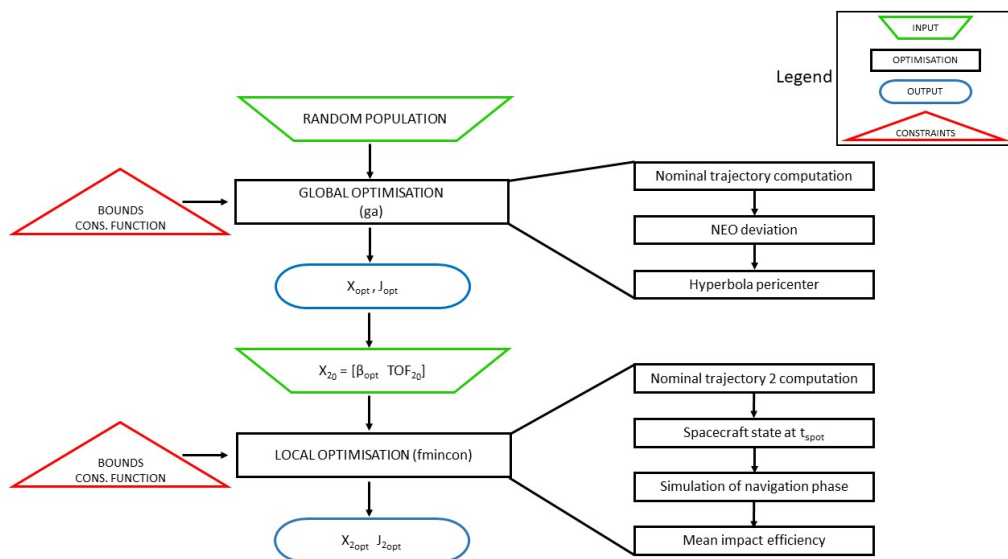 INPUT
OPTIMISATION
Legend
OUTPUT
CONSTRAINTS
RANDOM POPULATION
BOUNDS
CONS. FUNCTION
GLOBAL OPTIMISATION
(ga)
Nominal trajectory computation
NEO deviation
Hyperbola pericenter
Xopt , Jopt
X20 = [βopt TOF20]
BOUNDS
CONS. FUNCTION
LOCAL OPTIMISATION (fmincon)
Nominal trajectory 2 computation
Spacecraft state at tspot
Simulation of navigation phase
Mean impact efficiency
X2opt J2opt